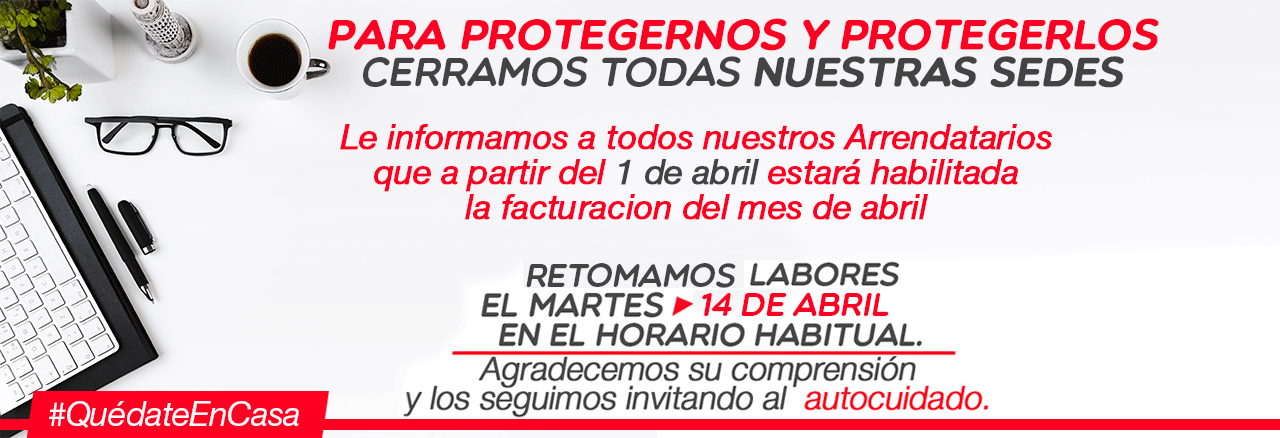 PARA PROTEGERNOS Y PROTEGERLOS
CERRAMOS TODAS NUESTRAS SEDES
Le informamos a todos nuestros Arrendatarios
que a partir del 1 de abril estará habilitada
la facturacion del mes de abril
RETOMAMOS LABORES
EL MARTES ▶ 14 DE ABRIL
EN EL HORARIO HABITUAL.
Agradecemos su comprensión
y los seguimos invitando al autocuidado.
#QuédateEnCasa